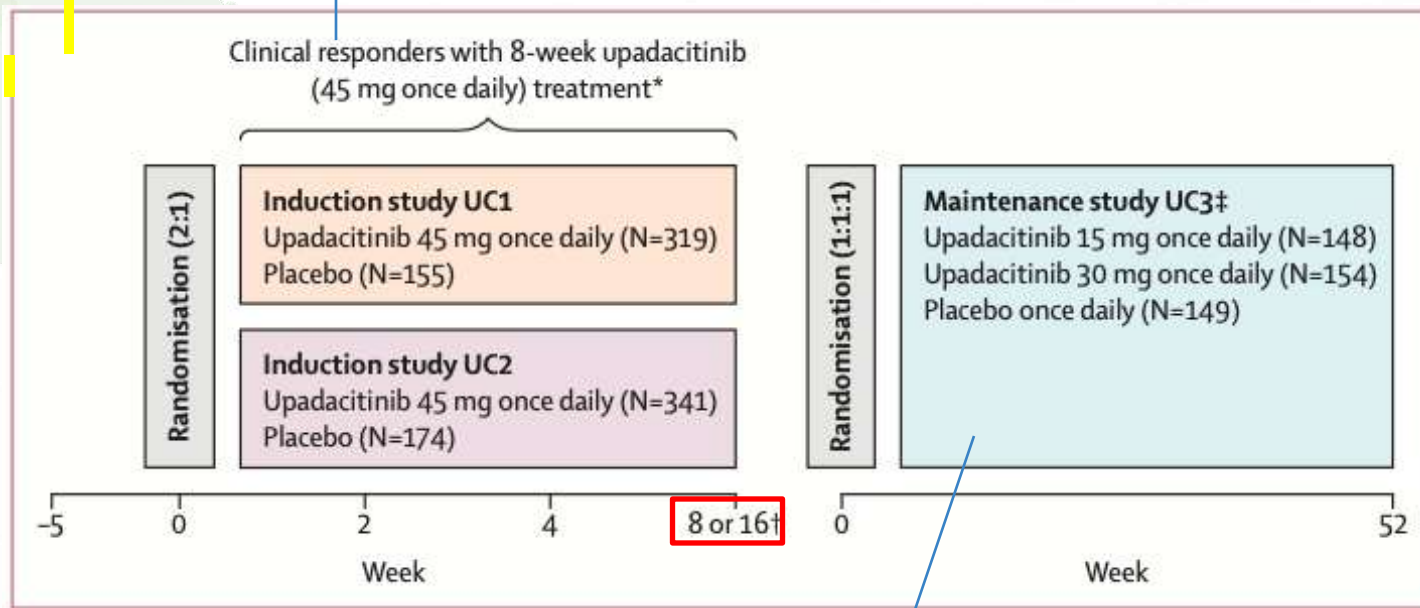 Clinical responders with 8-week upadacitinib
(45 mg once daily) treatment*
Randomisation (2:1)
Induction study UC1
Upadacitinib 45 mg once daily (N=319)
Placebo (N=155)
Induction study UC2
Upadacitinib 45 mg once daily (N=341)
Placebo (N=174)
Randomisation (1:1:1)
Maintenance study UC3‡
Upadacitinib 15 mg once daily (N=148)
Upadacitinib 30 mg once daily (N=154)
Placebo once daily (N=149)
–5 0 2 4 8 or 16† 0 52
Week Week